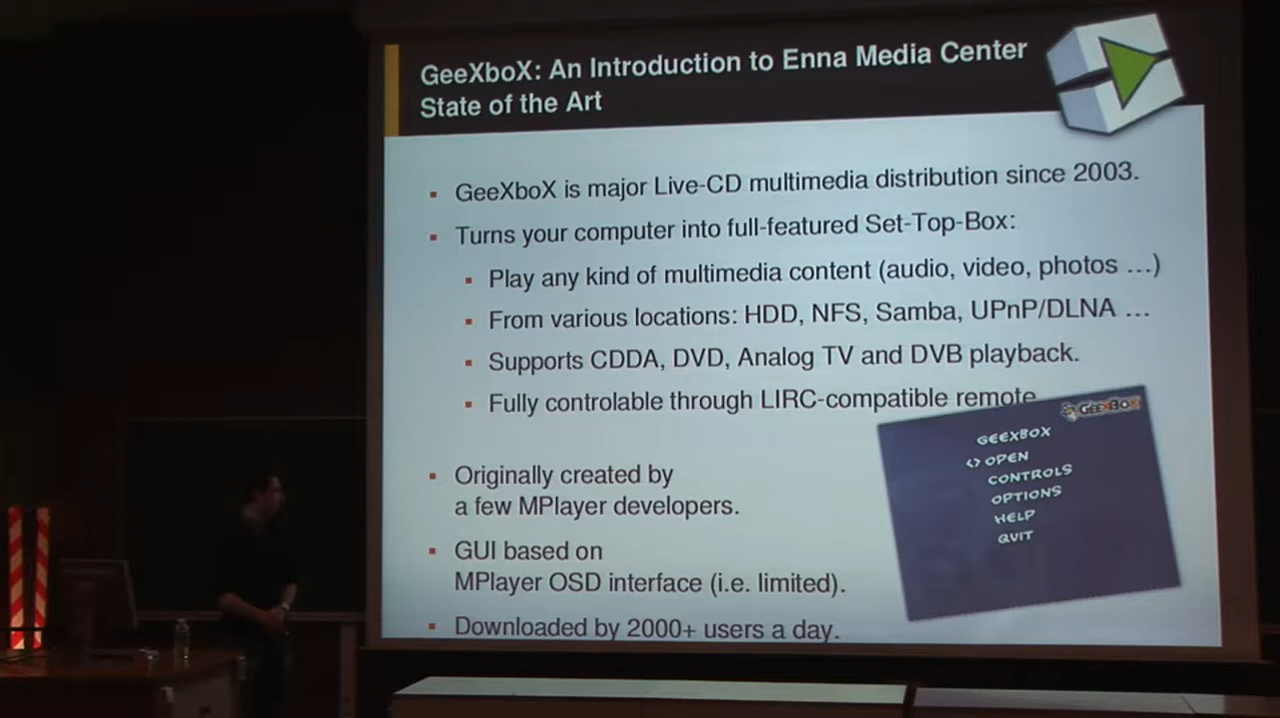 GeeXboX: An Introduction to Enna Media Center
State of the Art
GeeXboX is major Live-CD multimedia distribution since 2003.
Turns your computer into full-featured Set-Top-Box:
Play any kind of multimedia content (audio, video, photos ...)
From various locations: HDD, NFS, Samba, UPnP/DLNA ...
Supports CDDA, DVD, Analog TV and DVB playback.
Fully controlable through LIRC-compatible remote
Originally created by
a few MPlayer developers.
GUI based on
MPlayer OSD interface (i.e. limited).
Downloaded by 2000+ users a day.
GEEXBOX
GEEXBOX
<> OPEN
CONTROLS
OPTIONS
HELP
QUIT